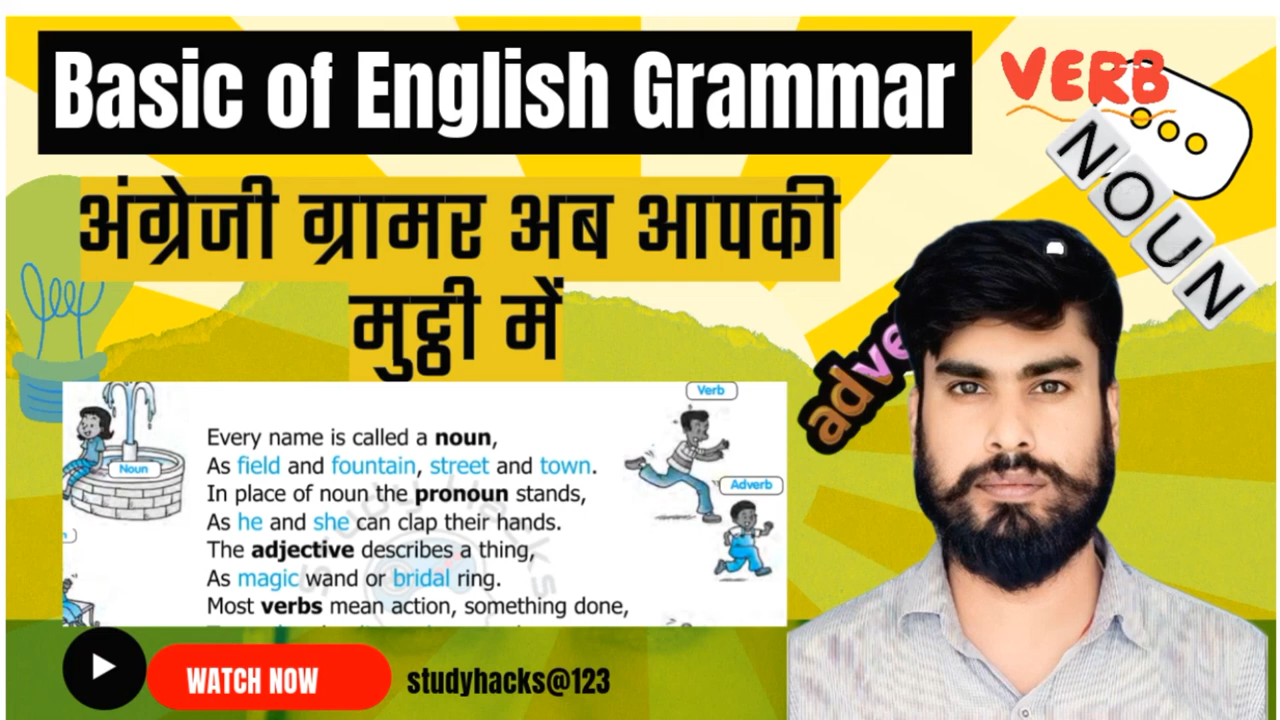 Basic of English Grammar
VERB
NOUN
अंग्रेजी ग्रामर अब आपकी
मुट्ठी में
Noun
Verb
Adverb
Every name is called a noun,
As field and fountain, street and town.
In place of noun the pronoun stands,
As he and she can clap their hands.
The adjective describes a thing,
As magic wand or bridal ring.
Most verbs mean action, something done,
Study Hacks
WATCH NOW
studyhacks@123